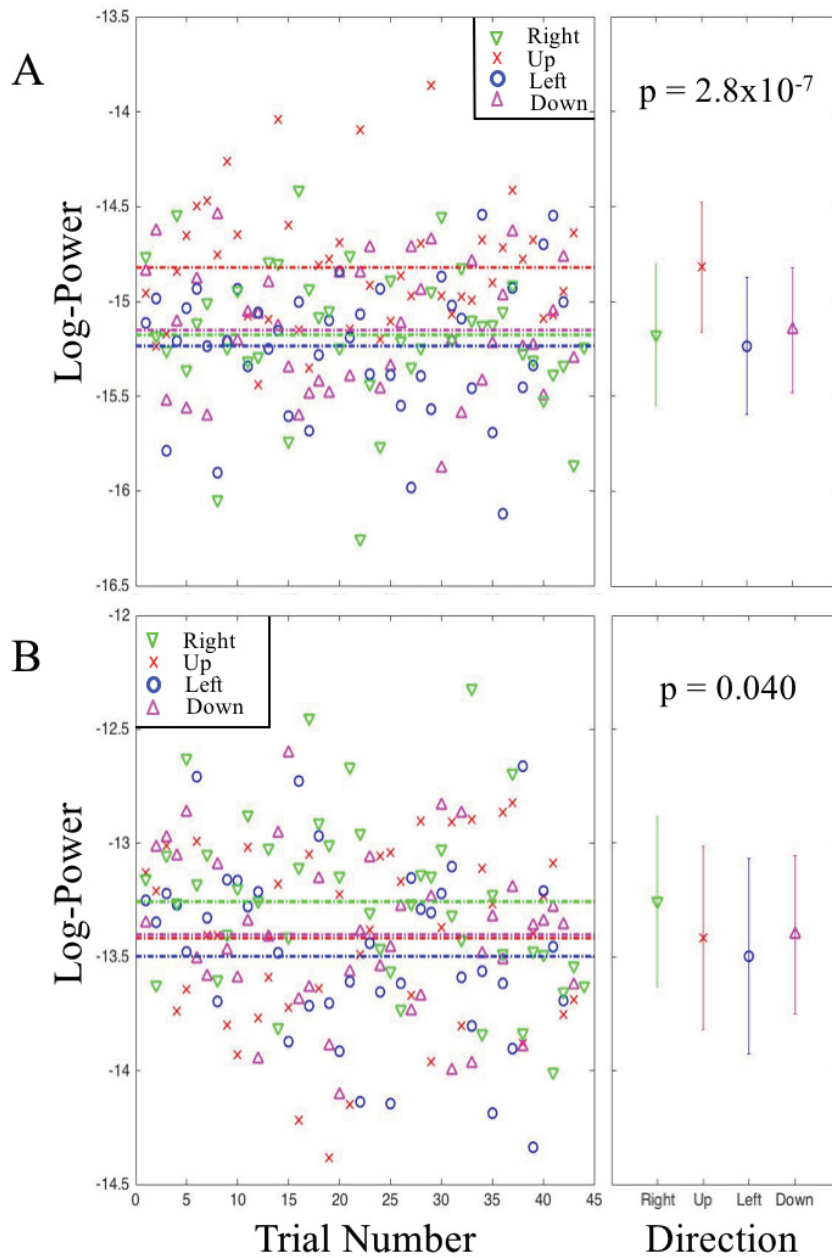 A
Log-Power
-13.5
-14
-14.5
-15
-15.5
-16
-16.5
Right
Up
Left
Down
p = 2.8x10-7
B
Log-Power
-12
-12.5
-13
-13.5
-14
-14.5
Right
Up
Left
Down
p = 0.040
0 5 10 15 20 25 30 35 40 45
Trial Number
Right Up Left Down
Direction